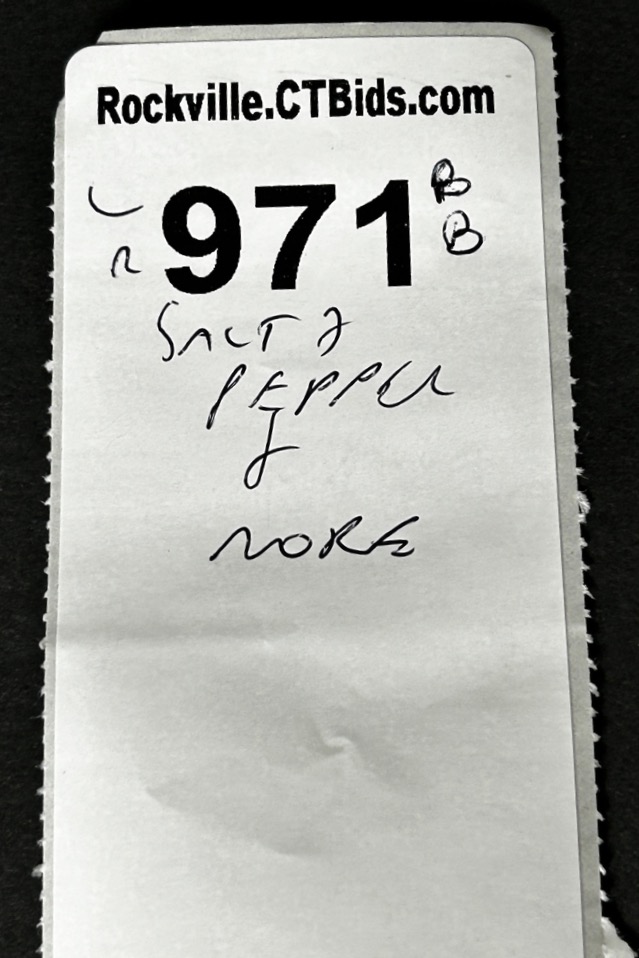 Rockville.CTBids.com
L 971 B
R B
SALT &
PEPPER
&
MORE